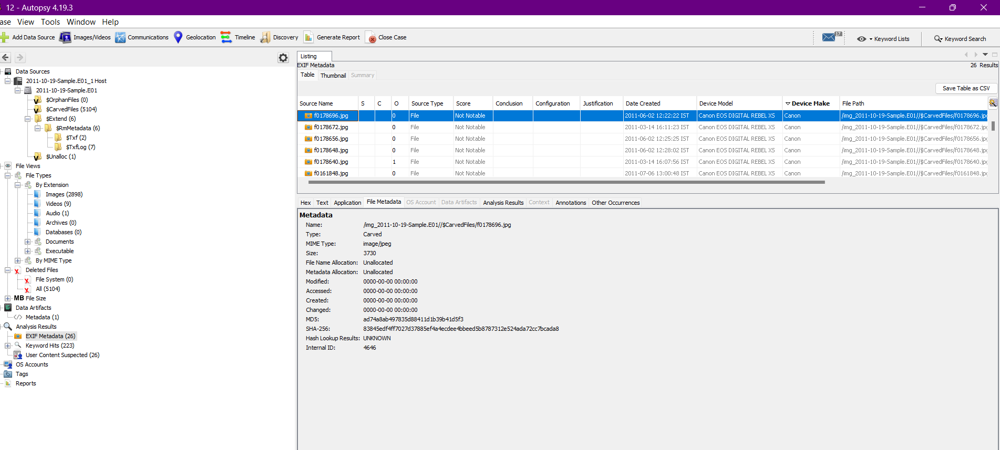 12 - Autopsy 4.19.3
ase View Tools Window Help
Add Data Source Images/Videos Communications Geolocation Timeline Discovery Generate Report Close Case 17 Keyword Lists Keyword Search
Data Sources
2011-10-19-Sample.E01_1 Host
2011-10-19-Sample.E01
$OrphanFiles (0)
$CarvedFiles (5104)
$Extend (6)
$RmMetadata (6)
$Txf (2)
$TxfLog (7)
$Unalloc (1)
File Views
File Types
By Extension
Images (2898)
Videos (9)
Audio (1)
Archives (0)
Databases (0)
Documents
Executable
By MIME Type
Deleted Files
File System (0)
All (5104)
MB File Size
Data Artifacts
Metadata (1)
Analysis Results
EXIF Metadata (26)
Keyword Hits (223)
User Content Suspected (26)
OS Accounts
Tags
Reports
Listing
EXIF Metadata 26 Results
Table Thumbnail Summary
Save Table as CSV
Source Name S C O Source Type Score Conclusion Configuration Justification Date Created Device Model Device Make File Path
f0178696.jpg 0 File Not Notable 2011-06-02 12:22:22 IST Canon EOS DIGITAL REBEL XS Canon /img_2011-10-19-Sample.E01//$CarvedFiles/f0178696.jpg
f0178672.jpg 0 File Not Notable 2011-03-14 16:11:23 IST Canon EOS DIGITAL REBEL XS Canon /img_2011-10-19-Sample.E01//$CarvedFiles/f0178672.jpg
f0178656.jpg 0 File Not Notable 2011-06-02 12:25:25 IST Canon EOS DIGITAL REBEL XS Canon /img_2011-10-19-Sample.E01//$CarvedFiles/f0178656.jpg
f0178648.jpg 0 File Not Notable 2011-06-02 12:28:02 IST Canon EOS DIGITAL REBEL XS Canon /img_2011-10-19-Sample.E01//$CarvedFiles/f0178648.jpg
f0178640.jpg 1 File Not Notable 2011-03-14 16:07:56 IST Canon EOS DIGITAL REBEL XS Canon /img_2011-10-19-Sample.E01//$CarvedFiles/f0178640.jpg
f0161848.jpg 0 File Not Notable 2011-07-06 13:00:48 IST Canon EOS DIGITAL REBEL XS Canon /img_2011-10-19-Sample.E01//$CarvedFiles/f0161848.jpg
Hex Text Application File Metadata OS Account Data Artifacts Analysis Results Context Annotations Other Occurrences
Metadata
Name: /img_2011-10-19-Sample.E01//$CarvedFiles/f0178696.jpg
Type: Carved
MIME Type: image/jpeg
Size: 3730
File Name Allocation: Unallocated
Metadata Allocation: Unallocated
Modified: 0000-00-00 00:00:00
Accessed: 0000-00-00 00:00:00
Created: 0000-00-00 00:00:00
Changed: 0000-00-00 00:00:00
MD5: ad74a8ab497835d88411d1b39b41d5f3
SHA-256: 83845edf4ff7027d37885ef4a4ecdee4bbeed5b8787312e524ada72cc7bcada8
Hash Lookup Results: UNKNOWN
Internal ID: 4646